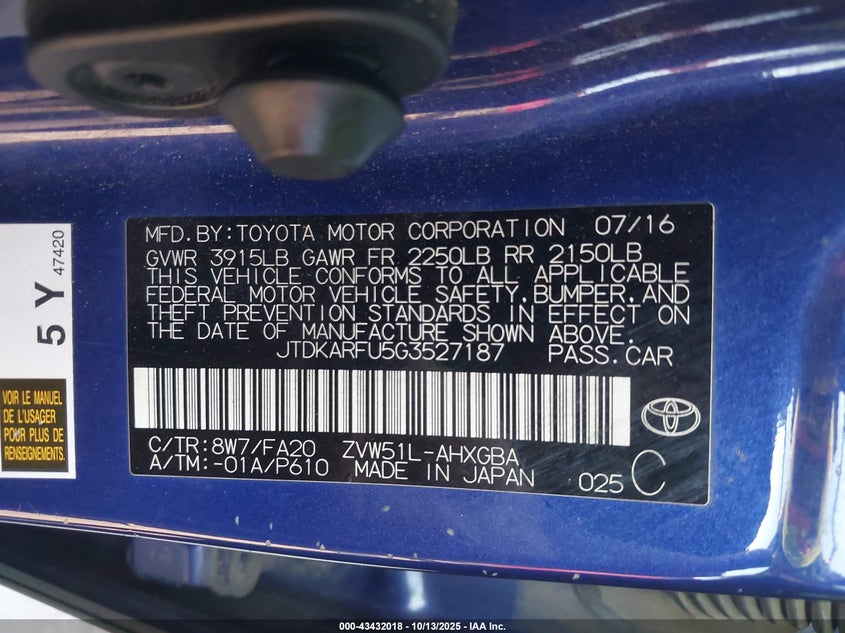 MFD.BY:TOYOTA MOTOR CORPORATION 07/16
GVWR 3915LB GAWR FR 2250LB RR 2150LB
THIS VEHICLE CONFORMS TO ALL APPLICABLE
FEDERAL MOTOR VEHICLE SAFETY,BUMPER,AND
THEFT PREVENTION STANDARDS IN EFFECT ON
THE DATE OF MANUFACTURE SHOWN ABOVE.
JTDKARFU5G3527187 PASS.CAR
C/TR:8W7/FA20 ZVW51L-AHXGBA
A/TM:-01A/P610 MADE IN JAPAN 025 C
5 Y 47420
VOIR LE MANUEL
DE L'USAGER
POUR PLUS DE
RENSEIGNEMENTS
000-43432018 - 10/13/2025 - IAA Inc.